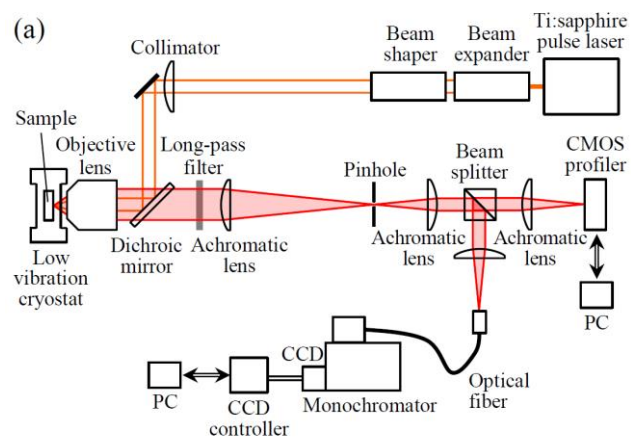 (a)
Collimator
Beam
shaper
Beam
expander
Ti:sapphire
pulse laser
Sample
Objective
lens
Long-pass
filter
Pinhole
Beam
splitter
CMOS
profiler
Dichroic
mirror
Achromatic
lens
Achromatic
lens
Achromatic
lens
Low
vibration
cryostat
PC
CCD
PC
CCD
controller
Monochromator
Optical
fiber